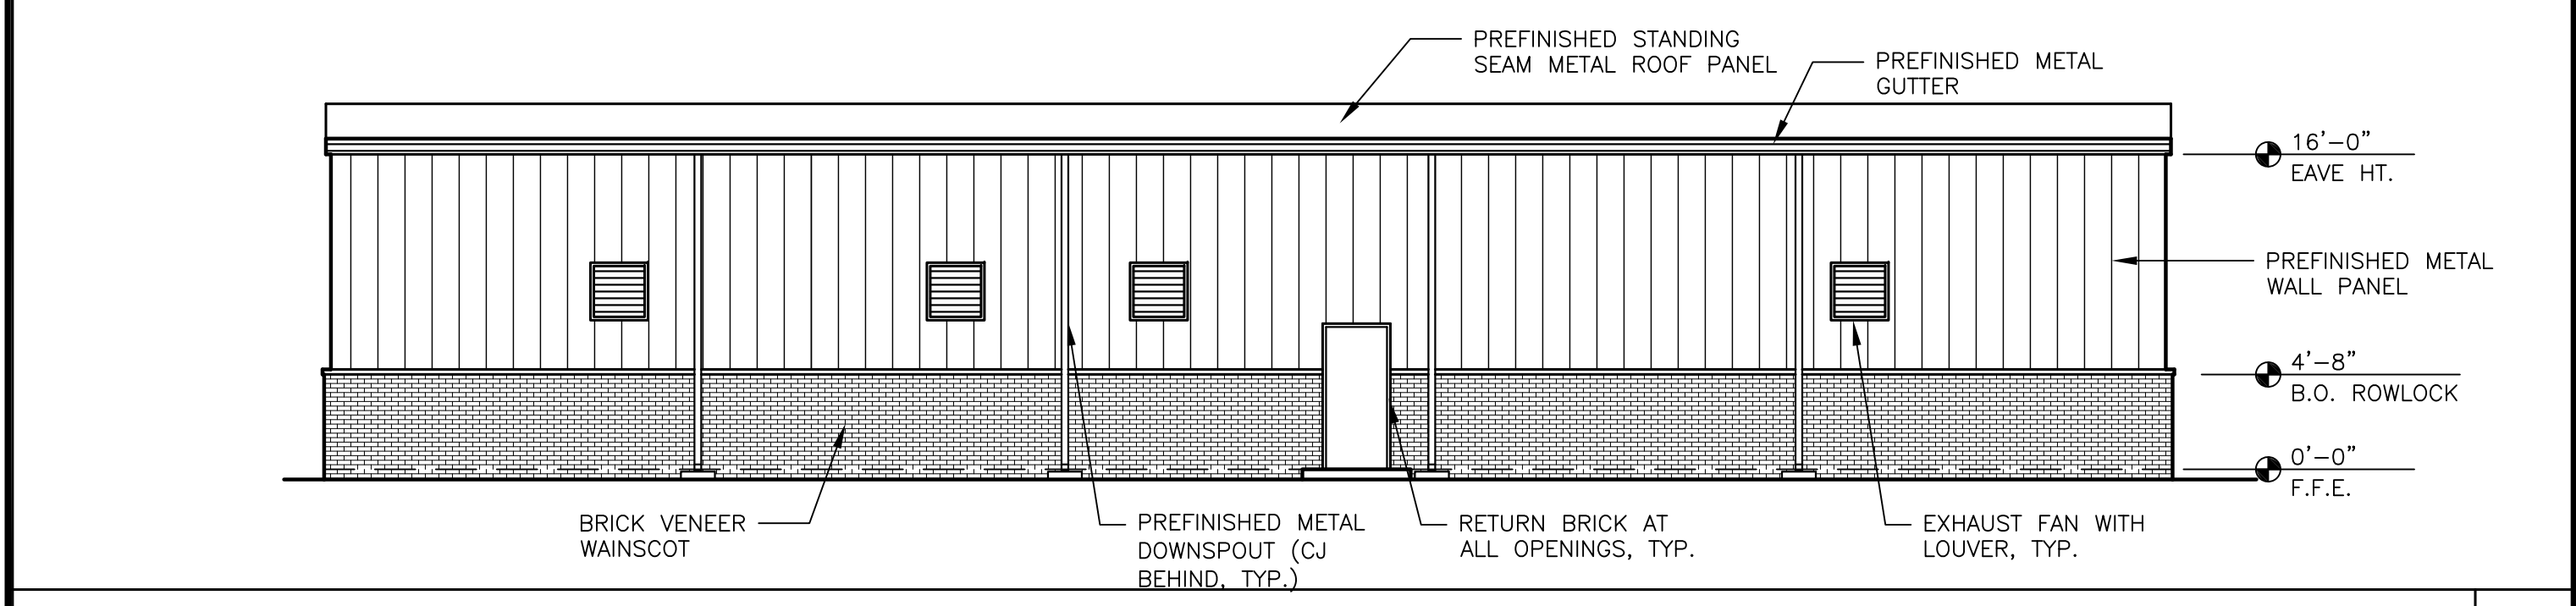 PREFINISHED STANDING
SEAM METAL ROOF PANEL
PREFINISHED METAL
GUTTER
16'-0"
EAVE HT.
PREFINISHED METAL
WALL PANEL
4'-8"
B.O. ROWLOCK
0'-0"
F.F.E.
BRICK VENEER
WAINSCOT
PREFINISHED METAL
DOWNSPOUT (CJ
BEHIND, TYP.)
RETURN BRICK AT
ALL OPENINGS, TYP.
EXHAUST FAN WITH
LOUVER, TYP.